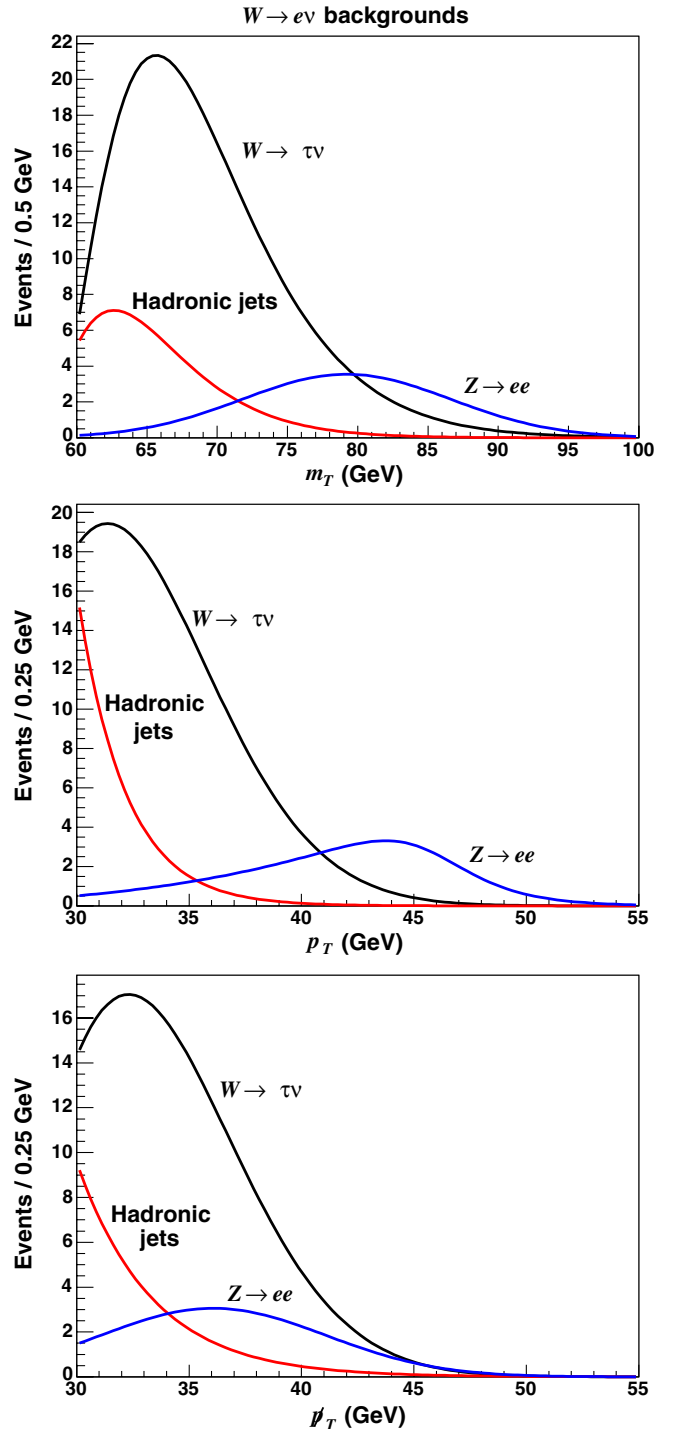 W → eν backgrounds
Events / 0.5 GeV
22
20
18
16
14
12
10
8
6
4
2
0
W → τν
Hadronic jets
Z → ee
60 65 70 75 80 85 90 95 100
m_T (GeV)
Events / 0.25 GeV
20
18
16
14
12
10
8
6
4
2
0
W → τν
Hadronic
jets
Z → ee
30 35 40 45 50 55
p_T (GeV)
Events / 0.25 GeV
16
14
12
10
8
6
4
2
0
W → τν
Hadronic
jets
Z → ee
30 35 40 45 50 55
p̸_T (GeV)